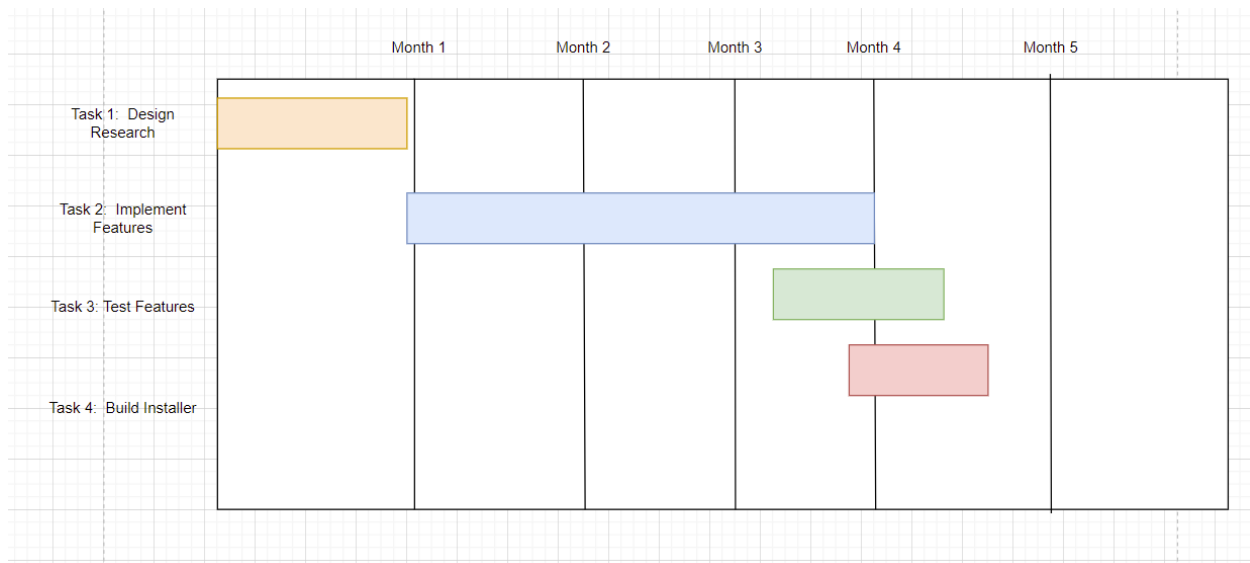 Month 1
Month 2
Month 3
Month 4
Month 5
Task 1:  Design
Research
Task 2:  Implement
Features
Task 3: Test Features
Task 4:  Build Installer